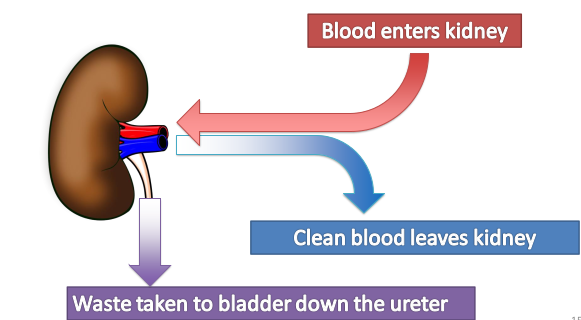 Blood enters kidney
Clean blood leaves kidney
Waste taken to bladder down the ureter